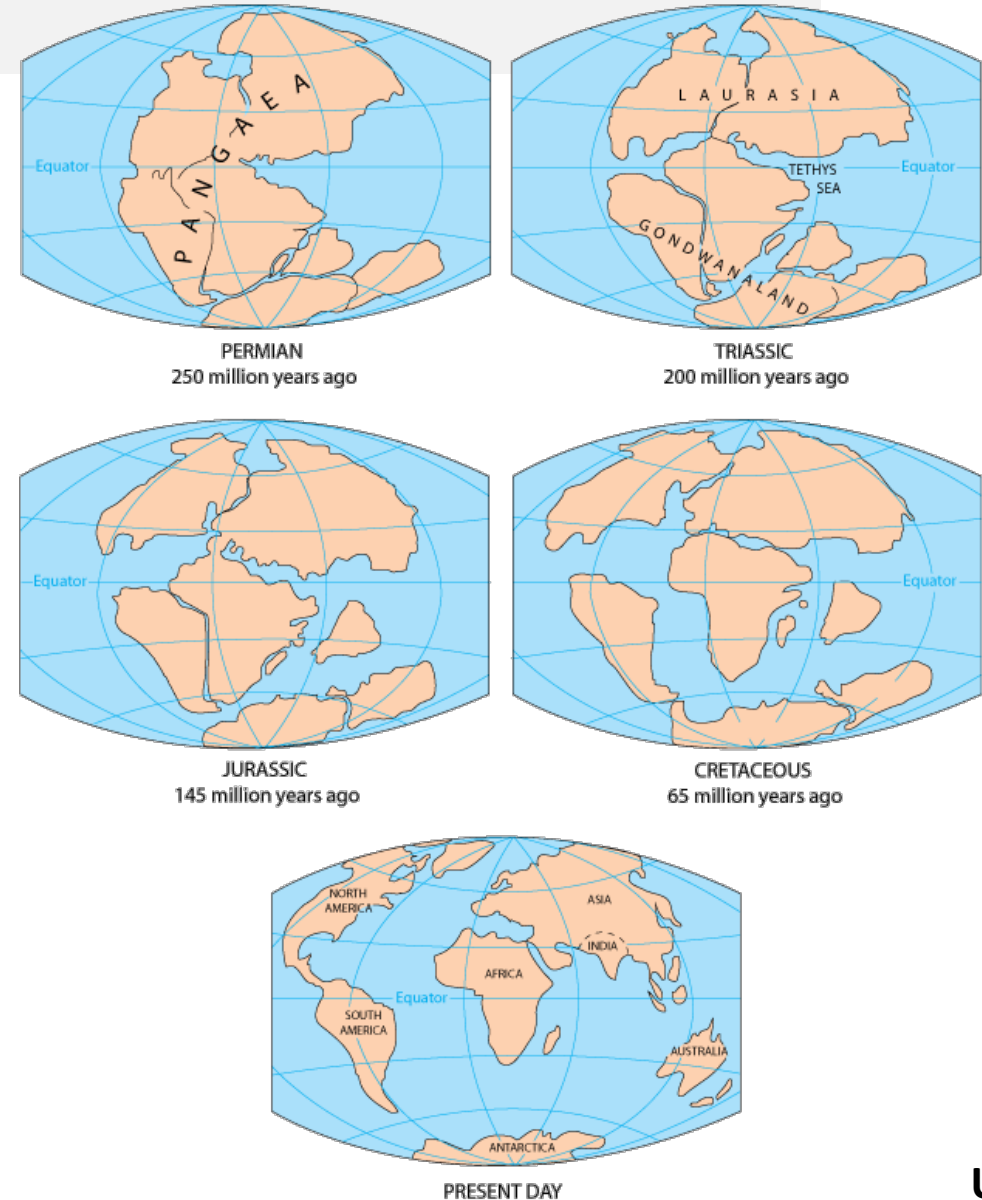 PANGAEA
Equator
PERMIAN
250 million years ago
LAURASIA
TETHYS
SEA
Equator
GONDWANALAND
TRIASSIC
200 million years ago
Equator
JURASSIC
145 million years ago
Equator
CRETACEOUS
65 million years ago
NORTH
AMERICA
ASIA
INDIA
AFRICA
Equator
SOUTH
AMERICA
AUSTRALIA
ANTARCTICA
PRESENT DAY